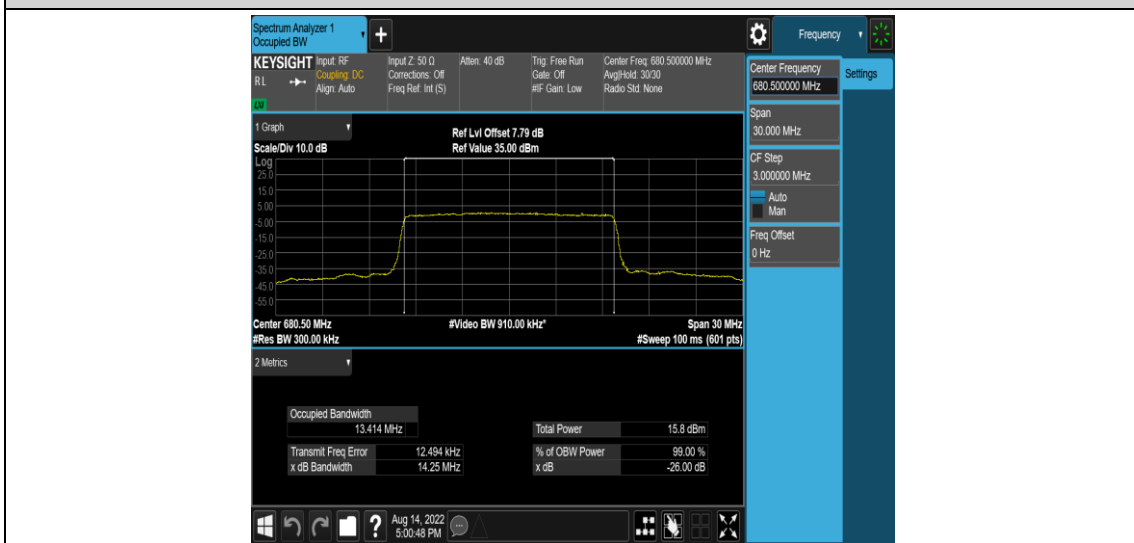 Spectrum Analyzer 1
Occupied BW
+
Frequency
KEYSIGHT
RL
LXI
Input: RF
Coupling: DC
Align: Auto
Input Z: 50 Ω
Corrections: Off
Freq Ref: Int (S)
Atten: 40 dB
Trig: Free Run
Gate: Off
#IF Gain: Low
Center Freq: 680.500000 MHz
Avg|Hold: 30/30
Radio Std: None
Center Frequency
680.500000 MHz
Settings
Span
30.000 MHz
CF Step
3.000000 MHz
Auto
Man
Freq Offset
0 Hz
1 Graph
Scale/Div 10.0 dB
Ref Lvl Offset 7.79 dB
Ref Value 35.00 dBm
Log
25.0
15.0
5.00
-5.00
-15.0
-25.0
-35.0
-45.0
-55.0
Center 680.50 MHz
#Video BW 910.00 kHz*
Span 30 MHz
#Res BW 300.00 kHz
#Sweep 100 ms (601 pts)
2 Metrics
Occupied Bandwidth
13.414 MHz
Total Power 15.8 dBm
Transmit Freq Error 12.494 kHz
% of OBW Power 99.00 %
x dB Bandwidth 14.25 MHz
x dB -26.00 dB
?
Aug 14, 2022
5:00:48 PM